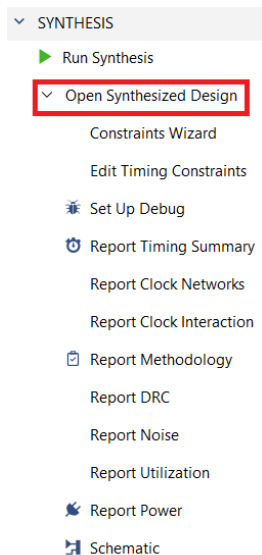 SYNTHESIS
Run Synthesis
Open Synthesized Design
Constraints Wizard
Edit Timing Constraints
Set Up Debug
Report Timing Summary
Report Clock Networks
Report Clock Interaction
Report Methodology
Report DRC
Report Noise
Report Utilization
Report Power
Schematic